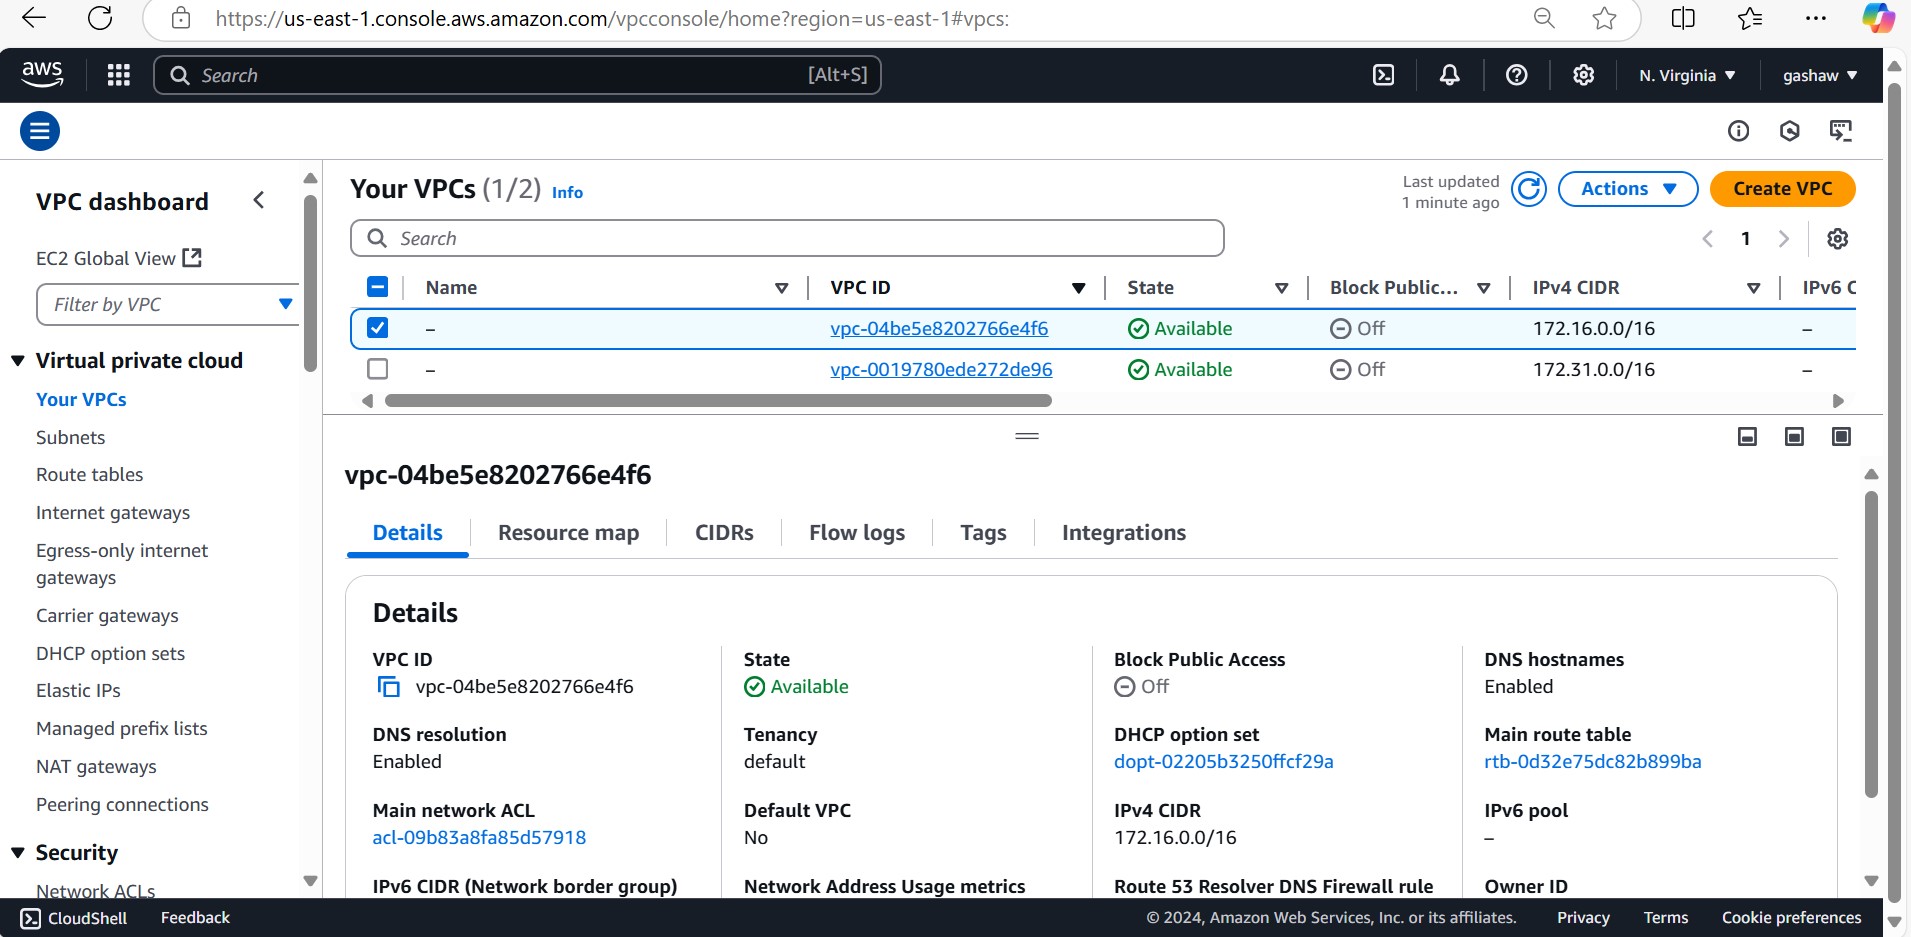 https://us-east-1.console.aws.amazon.com/vpcconsole/home?region=us-east-1#vpcs:
aws
Search
[Alt+S]
N. Virginia
gashaw
VPC dashboard
EC2 Global View
Filter by VPC
Virtual private cloud
Your VPCs
Subnets
Route tables
Internet gateways
Egress-only internet
gateways
Carrier gateways
DHCP option sets
Elastic IPs
Managed prefix lists
NAT gateways
Peering connections
Security
Network ACLs
Your VPCs (1/2) Info
Last updated
1 minute ago
Actions
Create VPC
Search
1
Name VPC ID State Block Public... IPv4 CIDR IPv6 C
– vpc-04be5e8202766e4f6 Available Off 172.16.0.0/16 –
– vpc-0019780ede272de96 Available Off 172.31.0.0/16 –
vpc-04be5e8202766e4f6
Details Resource map CIDRs Flow logs Tags Integrations
Details
VPC ID
vpc-04be5e8202766e4f6
State
Available
Block Public Access
Off
DNS hostnames
Enabled
DNS resolution
Enabled
Tenancy
default
DHCP option set
dopt-02205b3250ffcf29a
Main route table
rtb-0d32e75dc82b899ba
Main network ACL
acl-09b83a8fa85d57918
Default VPC
No
IPv4 CIDR
172.16.0.0/16
IPv6 pool
–
IPv6 CIDR (Network border group)
Network Address Usage metrics
Route 53 Resolver DNS Firewall rule
Owner ID
CloudShell Feedback
© 2024, Amazon Web Services, Inc. or its affiliates. Privacy Terms Cookie preferences